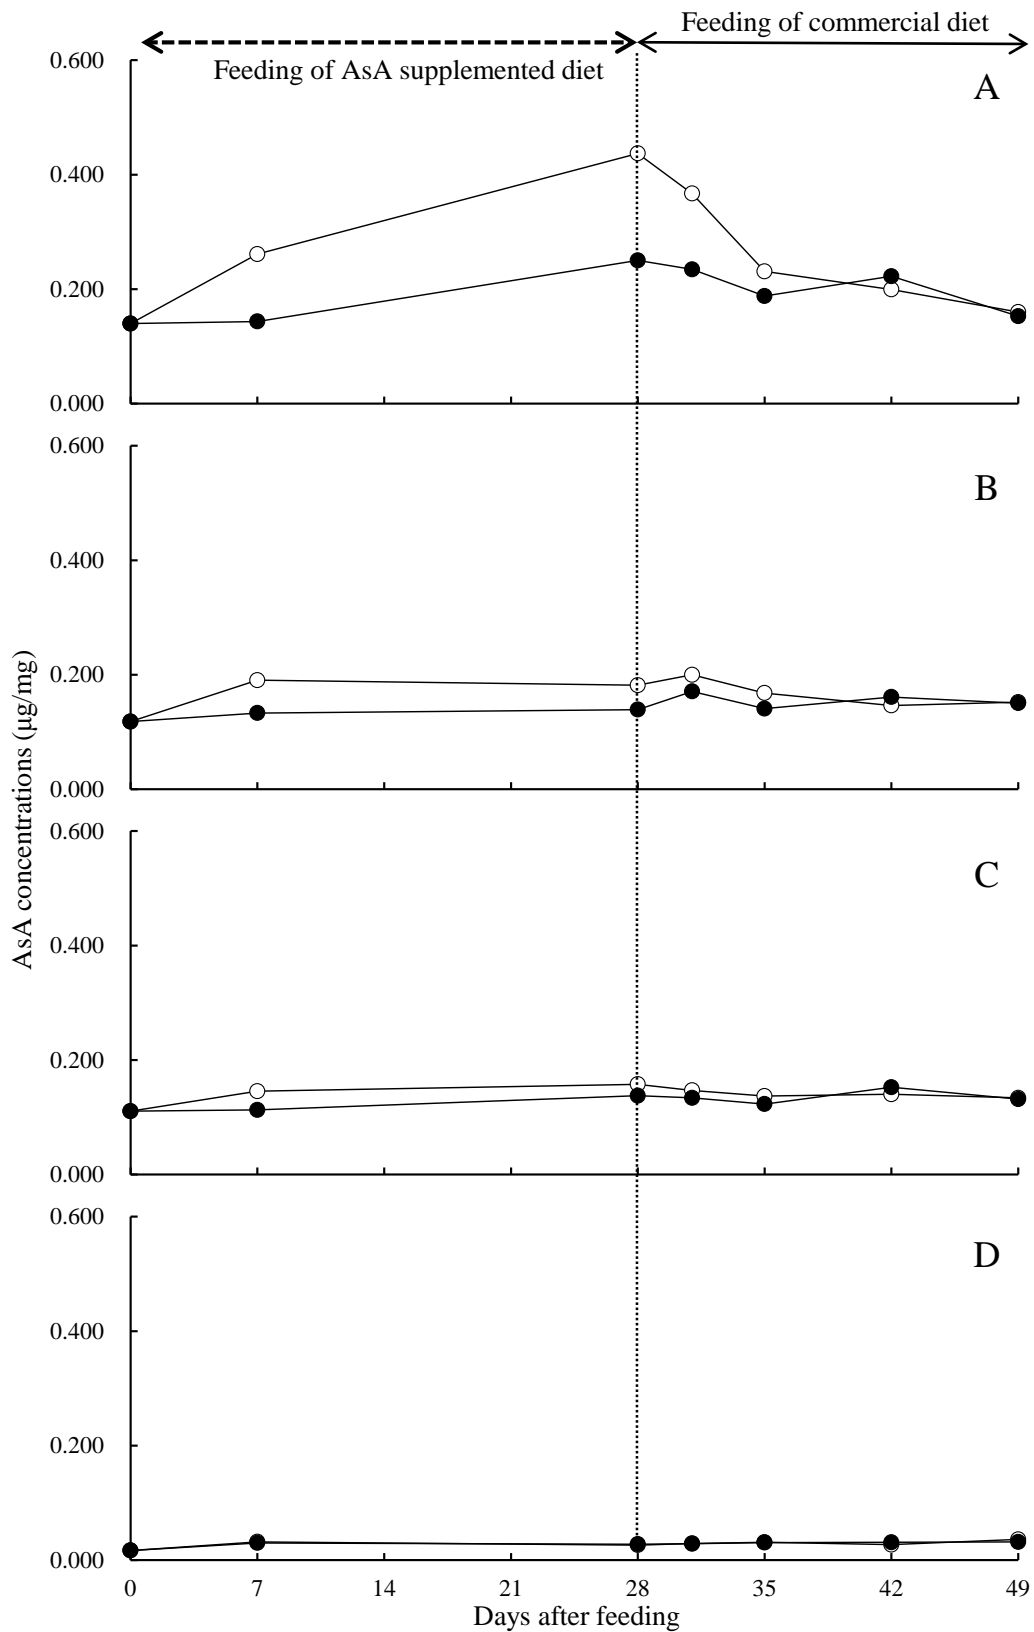 Feeding of commercial diet
Feeding of AsA supplemented diet
0.600
0.400
0.200
0.000
A
0.600
0.400
0.200
0.000
B
0.600
0.400
0.200
0.000
C
0.600
0.400
0.200
0.000
D
AsA concentrations (µg/mg)
0 7 14 21 28 35 42 49
Days after feeding